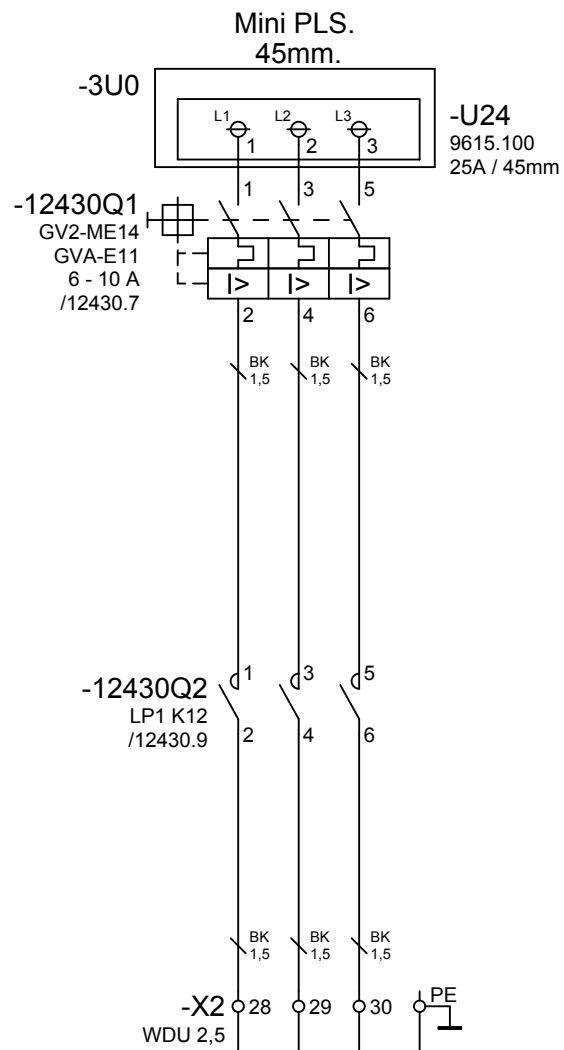 Mini PLS.
45mm.
-3U0
L1 L2 L3
1 2 3
-U24
9615.100
25A / 45mm
1 3 5
-12430Q1
GV2-ME14
GVA-E11
6 - 10 A
/12430.7
I> I> I>
2 4 6
BK BK BK
1,5 1,5 1,5
1 3 5
-12430Q2
LP1 K12
/12430.9
2 4 6
BK BK BK
1,5 1,5 1,5
-X2 28 29 30 PE
WDU 2,5